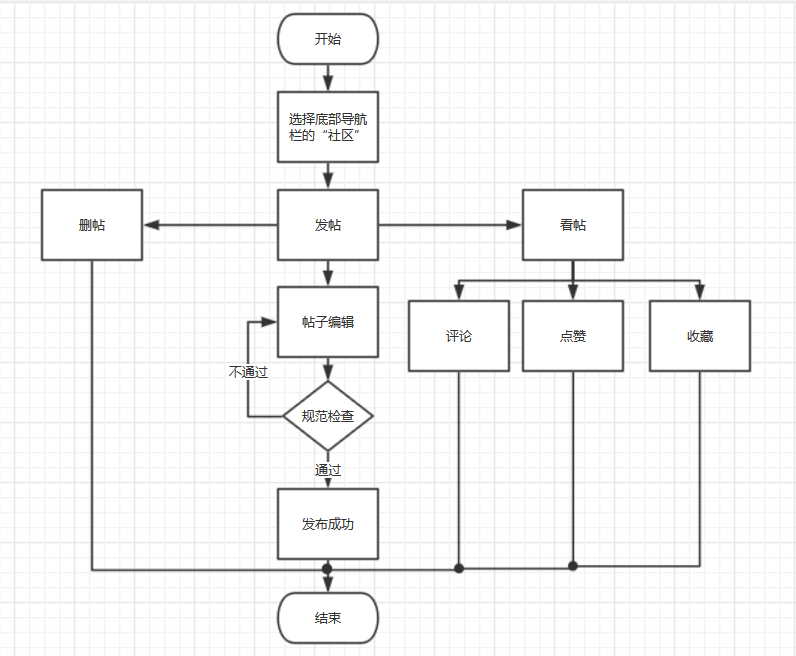 开始
选择底部导航
栏的“社区”
删帖
发帖
看帖
帖子编辑
评论
点赞
收藏
不通过
规范检查
通过
发布成功
结束